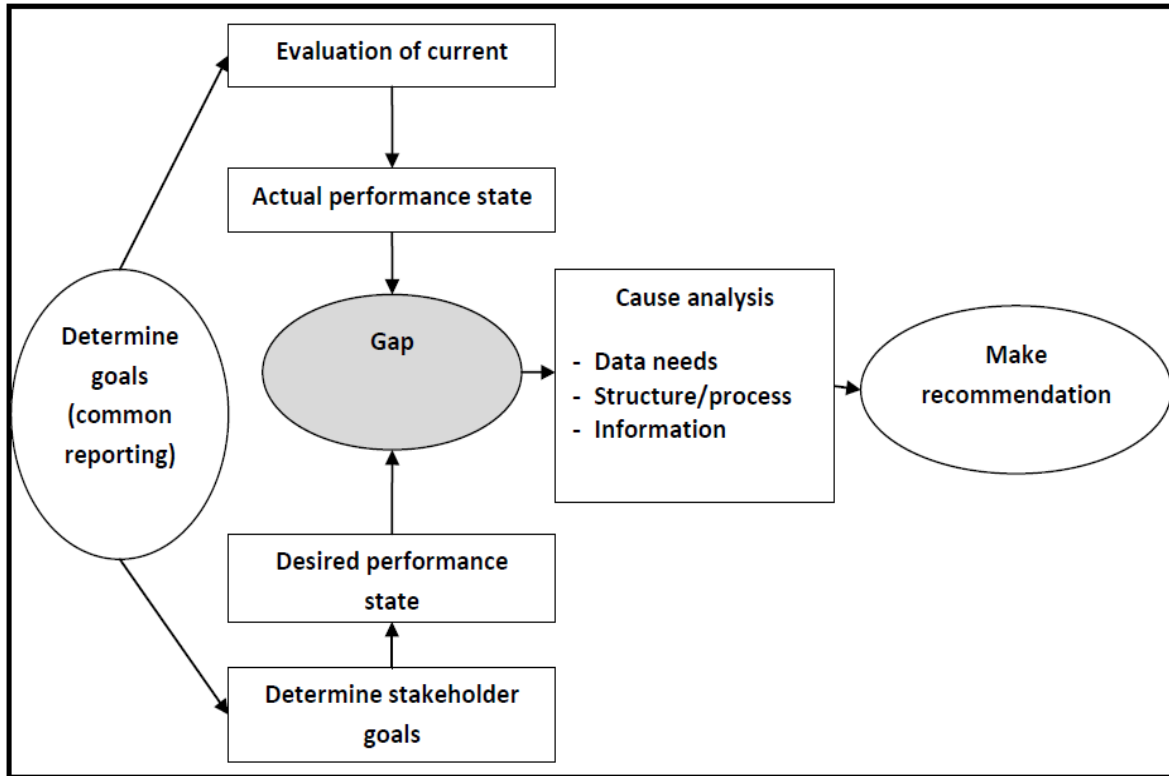 Evaluation of current
Actual performance state
Determine
goals
(common
reporting)
Gap
Cause analysis
- Data needs
- Structure/process
- Information
Make
recommendation
Desired performance
state
Determine stakeholder
goals